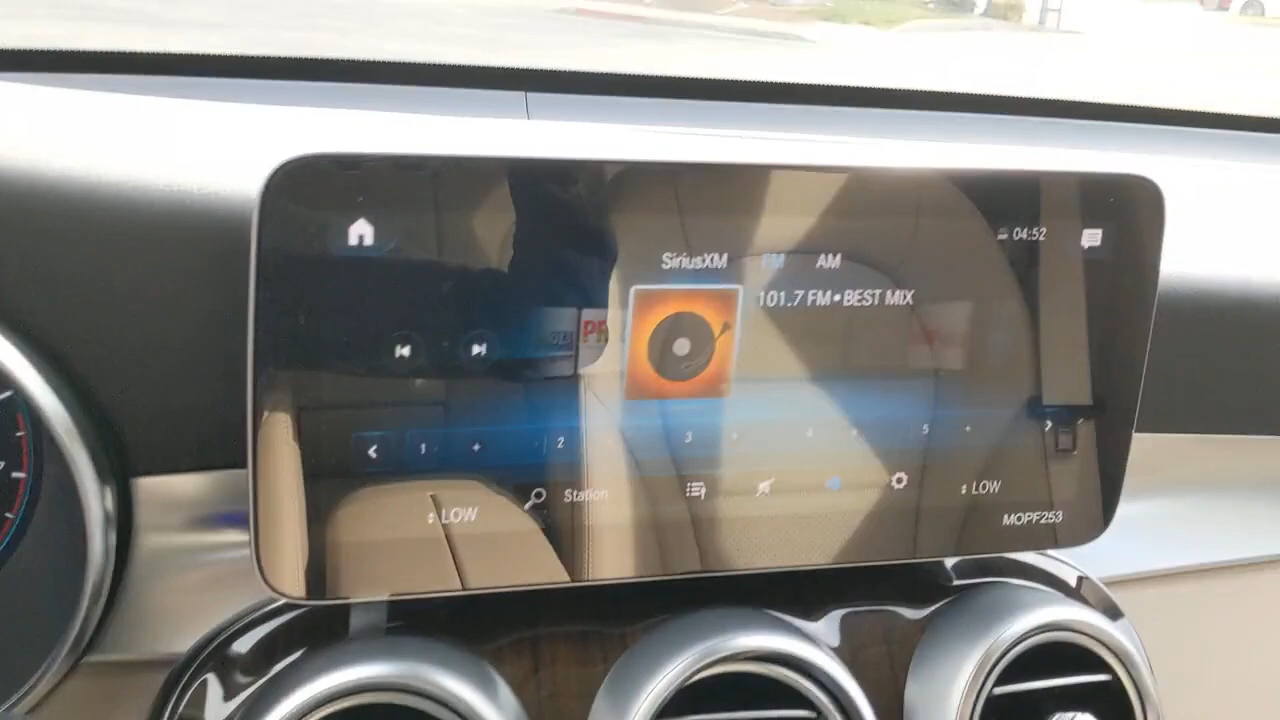 04:52
SiriusXM FM AM
101.7 FM•BEST MIX
PR
1 + 2 3 4 5 +
Station
LOW
LOW
MOPF253